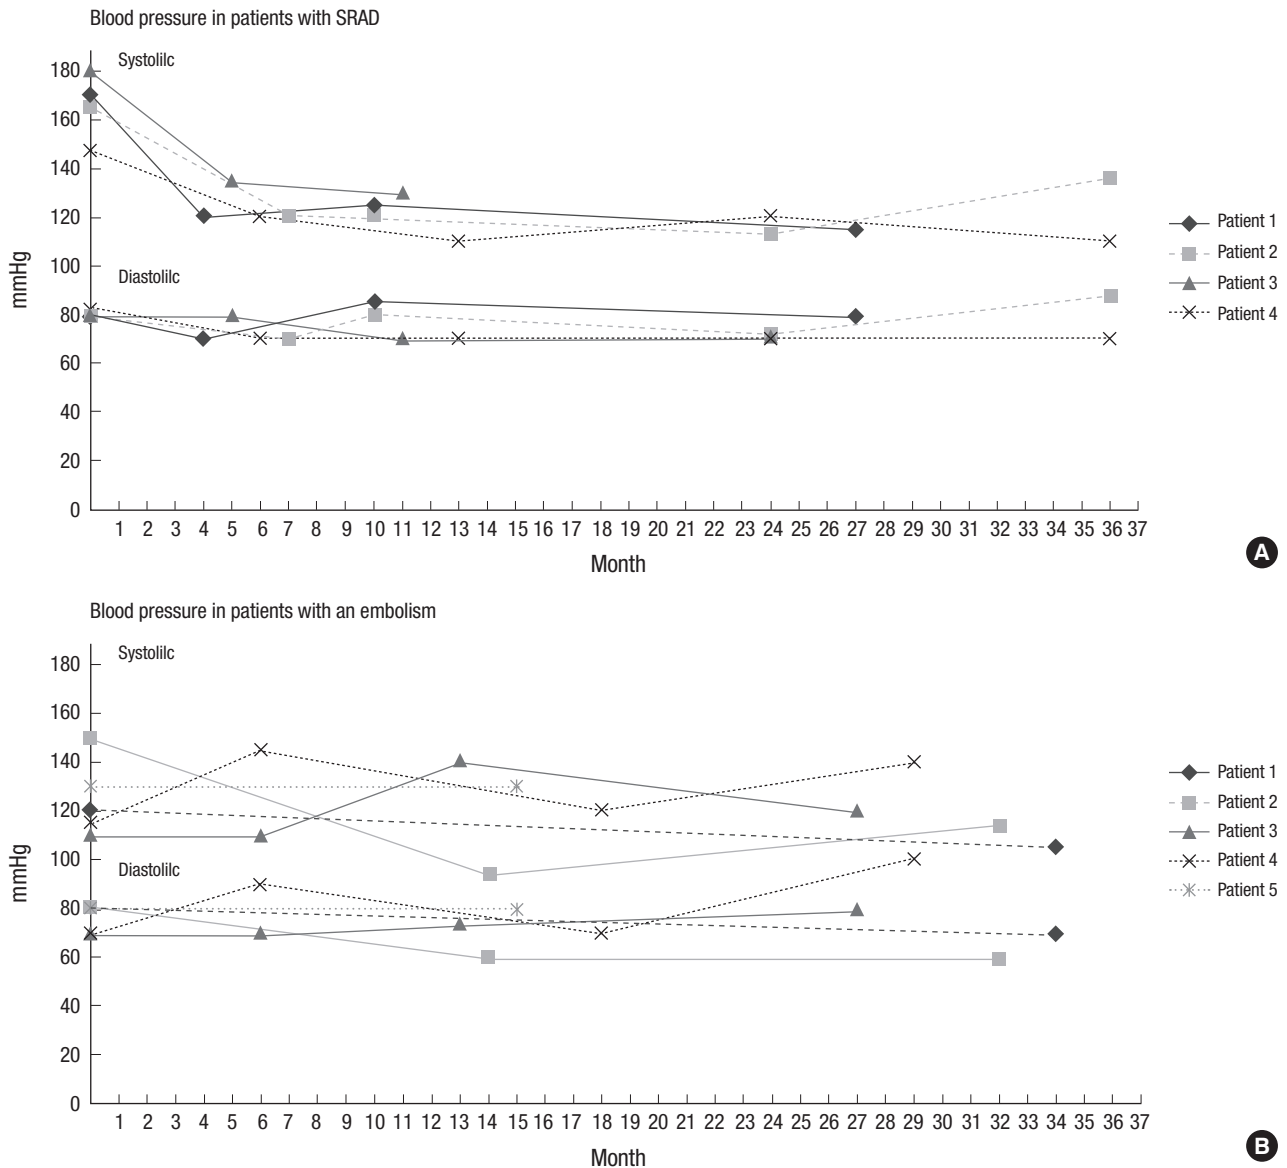 Blood pressure in patients with SRAD
Systolilc
180
160
140
120
100
Diastolilc
80
60
40
20
0
mmHg
1 2 3 4 5 6 7 8 9 10 11 12 13 14 15 16 17 18 19 20 21 22 23 24 25 26 27 28 29 30 31 32 33 34 35 36 37
Month
Patient 1
Patient 2
Patient 3
Patient 4
A
Blood pressure in patients with an embolism
Systolilc
180
160
140
120
100
Diastolilc
80
60
40
20
0
mmHg
1 2 3 4 5 6 7 8 9 10 11 12 13 14 15 16 17 18 19 20 21 22 23 24 25 26 27 28 29 30 31 32 33 34 35 36 37
Month
Patient 1
Patient 2
Patient 3
Patient 4
Patient 5
B